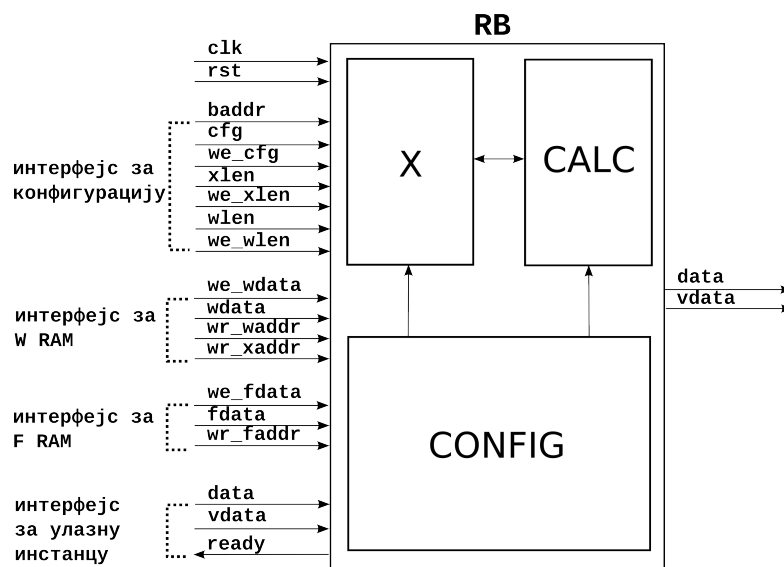 RB
clk
rst
baddr
cfg
we_cfg
xlen
we_xlen
wlen
we_wlen
интерфејс за
конфигурацију
X
CALC
data
vdata
we_wdata
wdata
wr_waddr
wr_xaddr
интерфејс за
W RAM
we_fdata
fdata
wr_faddr
интерфејс за
F RAM
CONFIG
data
vdata
ready
интерфејс
за улазну
инстанцу